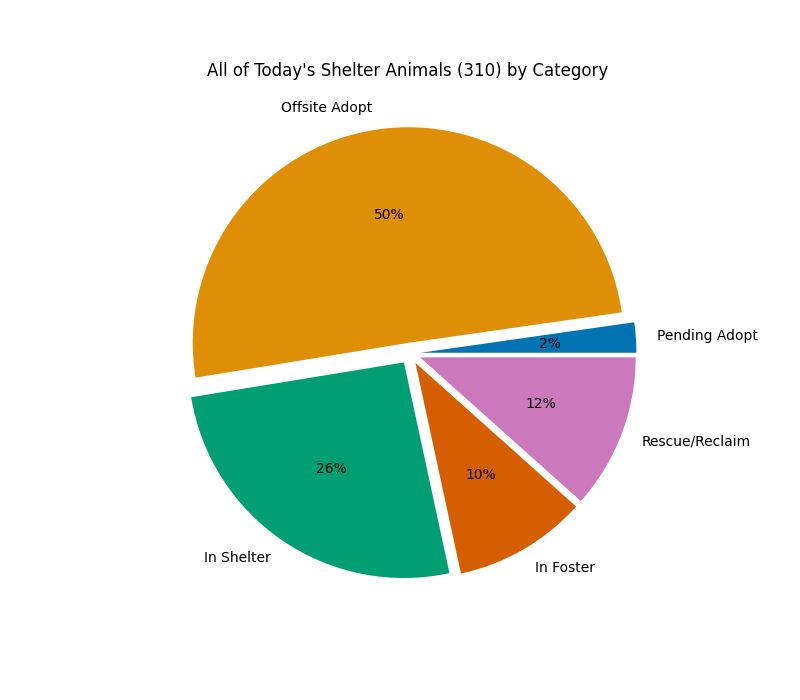 All of Today's Shelter Animals (310) by Category
Offsite Adopt
50%
Pending Adopt
2%
12%
Rescue/Reclaim
26%
10%
In Shelter
In Foster